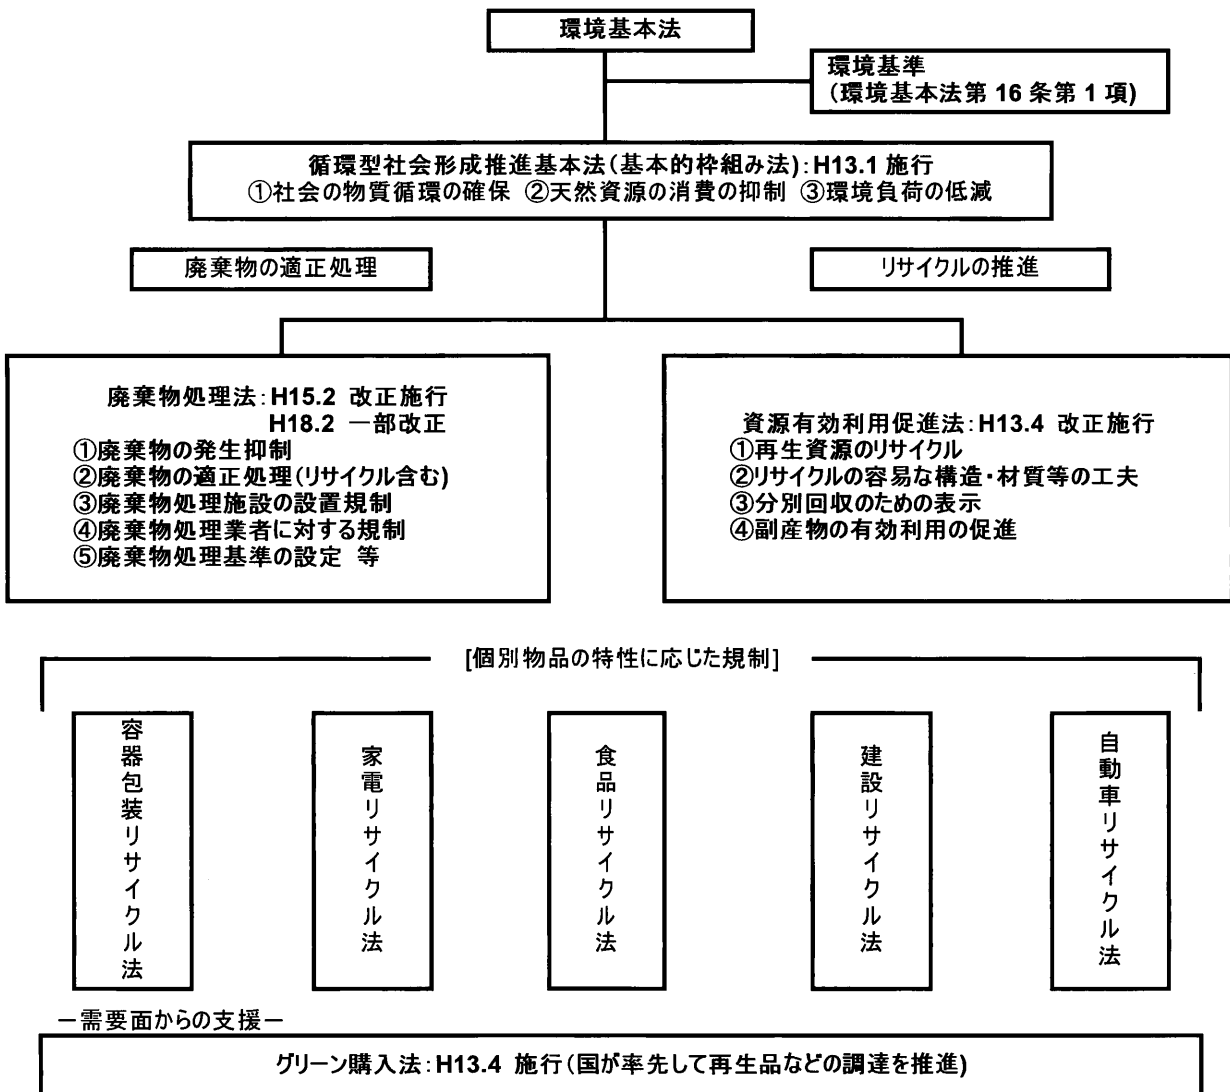 環境基本法
環境基準
(環境基本法第 16 条第 1 項)
循環型社会形成推進基本法(基本的枠組み法):H13.1 施行
①社会の物質循環の確保 ②天然資源の消費の抑制 ③環境負荷の低減
廃棄物の適正処理
リサイクルの推進
廃棄物処理法:H15.2 改正施行
H18.2 一部改正
①廃棄物の発生抑制
②廃棄物の適正処理(リサイクル含む)
③廃棄物処理施設の設置規制
④廃棄物処理業者に対する規制
⑤廃棄物処理基準の設定 等
資源有効利用促進法:H13.4 改正施行
①再生資源のリサイクル
②リサイクルの容易な構造・材質等の工夫
③分別回収のための表示
④副産物の有効利用の促進
[個別物品の特性に応じた規制]
容器包装リサイクル法
家電リサイクル法
食品リサイクル法
建設リサイクル法
自動車リサイクル法
－需要面からの支援－
グリーン購入法:H13.4 施行(国が率先して再生品などの調達を推進)